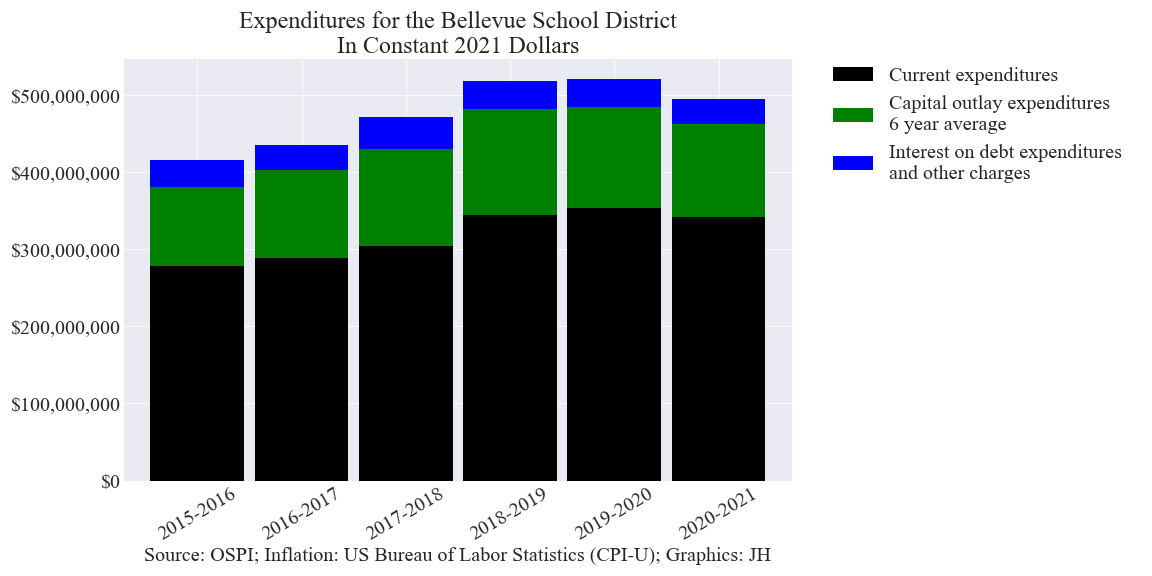 Expenditures for the Bellevue School District
In Constant 2021 Dollars
$500,000,000
$400,000,000
$300,000,000
$200,000,000
$100,000,000
$0
2015-2016
2016-2017
2017-2018
2018-2019
2019-2020
2020-2021
Source: OSPI; Inflation: US Bureau of Labor Statistics (CPI-U); Graphics: JH
Current expenditures
Capital outlay expenditures
6 year average
Interest on debt expenditures
and other charges